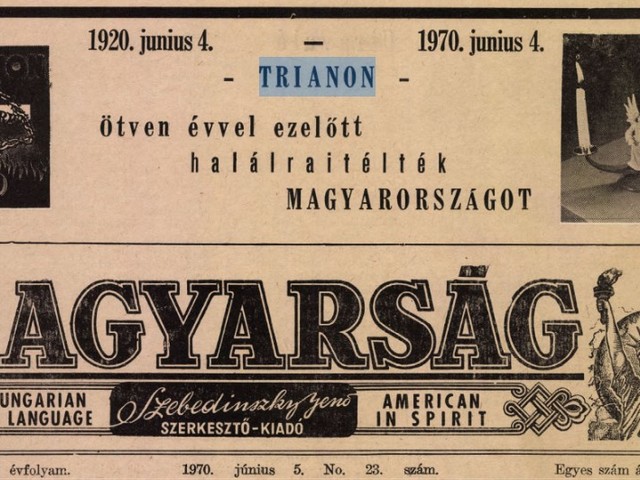 1920. junius 4. — 1970. junius 4.
- TRIANON -
Ötven évvel ezelőtt
halálraitélték
MAGYARORSZÁGOT
AGYARSÁG
UNGARIAN
LANGUAGE
Szebedinszky Jenő
SZERKESZTŐ-KIADÓ
AMERICAN
IN SPIRIT
évfolyam.
1970. június 5. No. 23. szám.
Egyes szám á